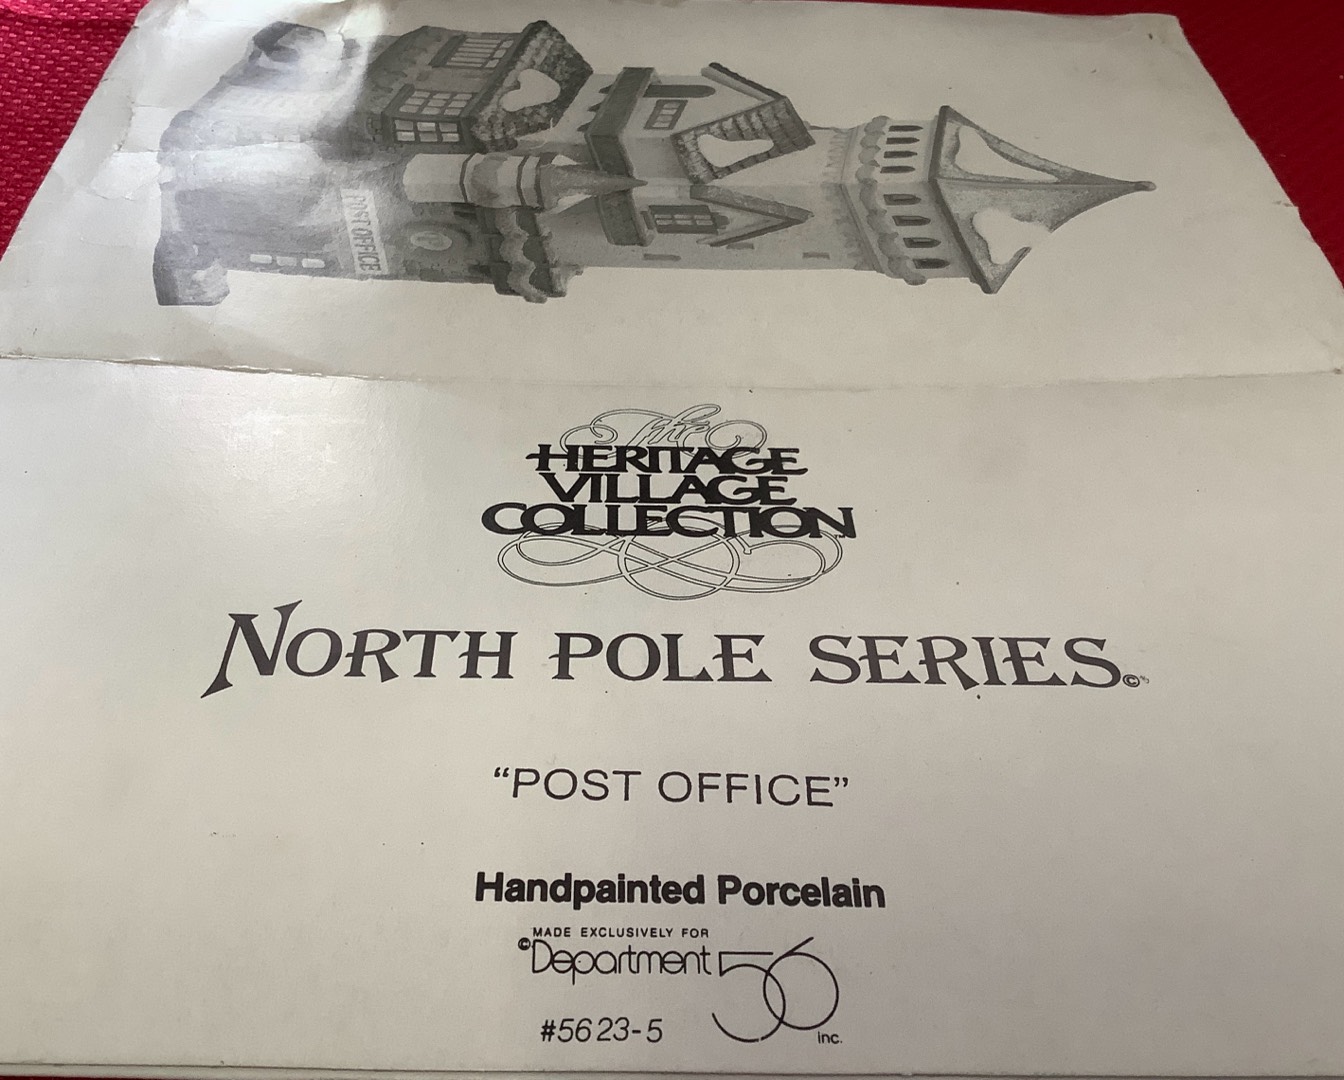 POST OFFICE
The
HERITAGE
VILLAGE
COLLECTION
NORTH POLE SERIES.©
“POST OFFICE”
Handpainted Porcelain
MADE EXCLUSIVELY FOR
©Department 56
Inc.
#5623-5